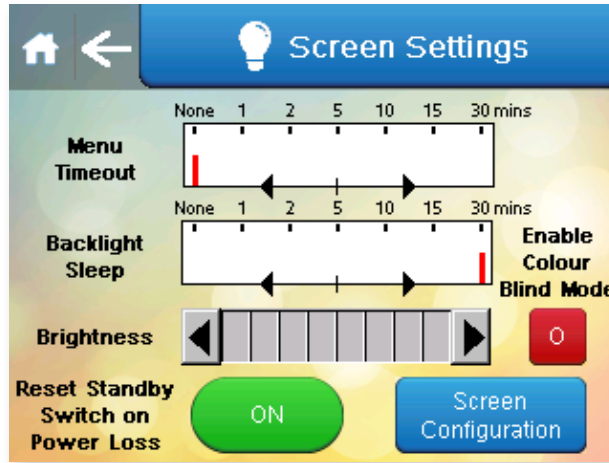 Screen Settings
None 1 2 5 10 15 30 mins
Menu
Timeout
None 1 2 5 10 15 30 mins
Backlight
Sleep
Enable
Colour
Blind Mode
Brightness
O
Reset Standby
Switch on
Power Loss
ON
Screen
Configuration